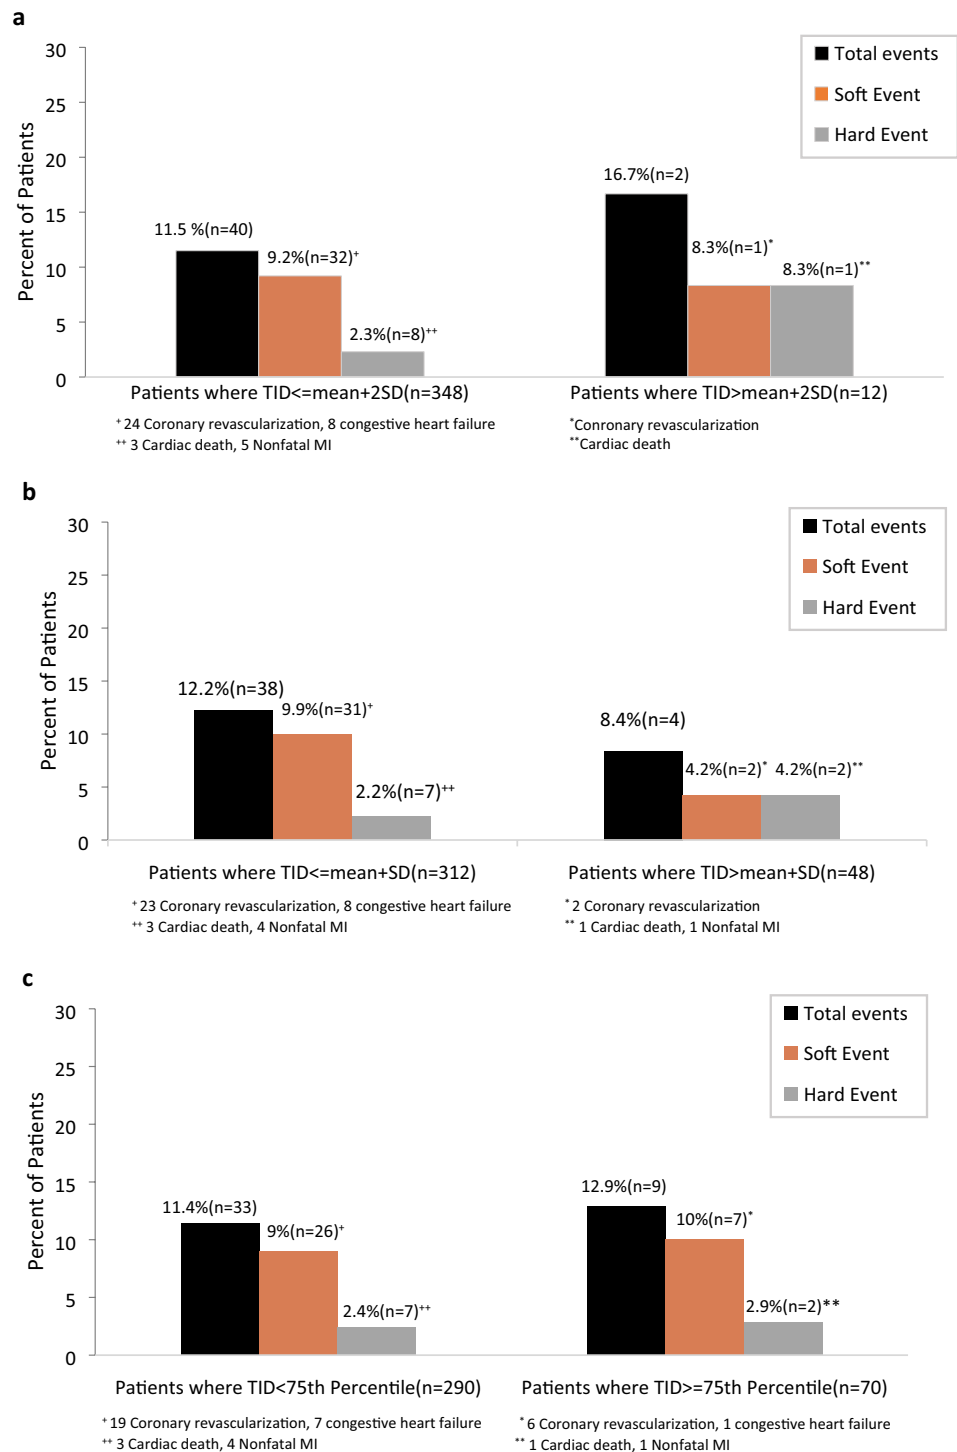 a
30
25
20
15
10
5
0
Percent of Patients
Total events
Soft Event
Hard Event
11.5 %(n=40)
9.2%(n=32)+
2.3%(n=8)++
16.7%(n=2)
8.3%(n=1)*
8.3%(n=1)**
Patients where TID<=mean+2SD(n=348)
Patients where TID>mean+2SD(n=12)
+ 24 Coronary revascularization, 8 congestive heart failure
++ 3 Cardiac death, 5 Nonfatal MI
*Conronary revascularization
**Cardiac death
b
30
25
20
15
10
5
0
Percent of Patients
Total events
Soft Event
Hard Event
12.2%(n=38)
9.9%(n=31)+
2.2%(n=7)++
8.4%(n=4)
4.2%(n=2)*
4.2%(n=2)**
Patients where TID<=mean+SD(n=312)
Patients where TID>mean+SD(n=48)
+ 23 Coronary revascularization, 8 congestive heart failure
++ 3 Cardiac death, 4 Nonfatal MI
* 2 Coronary revascularization
** 1 Cardiac death, 1 Nonfatal MI
c
30
25
20
15
10
5
0
Percent of Patients
Total events
Soft Event
Hard Event
11.4%(n=33)
9%(n=26)+
2.4%(n=7)++
12.9%(n=9)
10%(n=7)*
2.9%(n=2)**
Patients where TID<75th Percentile(n=290)
Patients where TID>=75th Percentile(n=70)
+ 19 Coronary revascularization, 7 congestive heart failure
++ 3 Cardiac death, 4 Nonfatal MI
* 6 Coronary revascularization, 1 congestive heart failure
** 1 Cardiac death, 1 Nonfatal MI